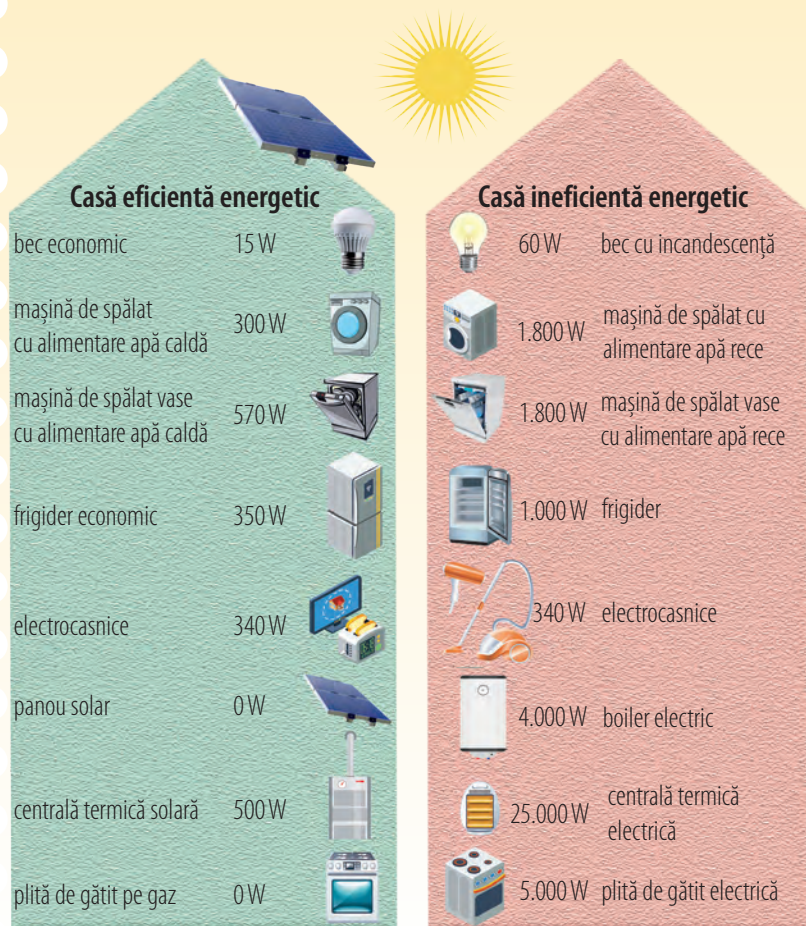 Casă eficientă energetic
bec economic 15 W
mașină de spălat
cu alimentare apă caldă 300 W
mașină de spălat vase
cu alimentare apă caldă 570 W
frigider economic 350 W
electrocasnice 340 W
panou solar 0 W
centrală termică solară 500 W
plită de gătit pe gaz 0 W
Casă ineficientă energetic
60 W bec cu incandescență
1.800 W mașină de spălat cu
alimentare apă rece
1.800 W mașină de spălat vase
cu alimentare apă rece
1.000 W frigider
340 W electrocasnice
4.000 W boiler electric
25.000 W centrală termică
electrică
5.000 W plită de gătit electrică